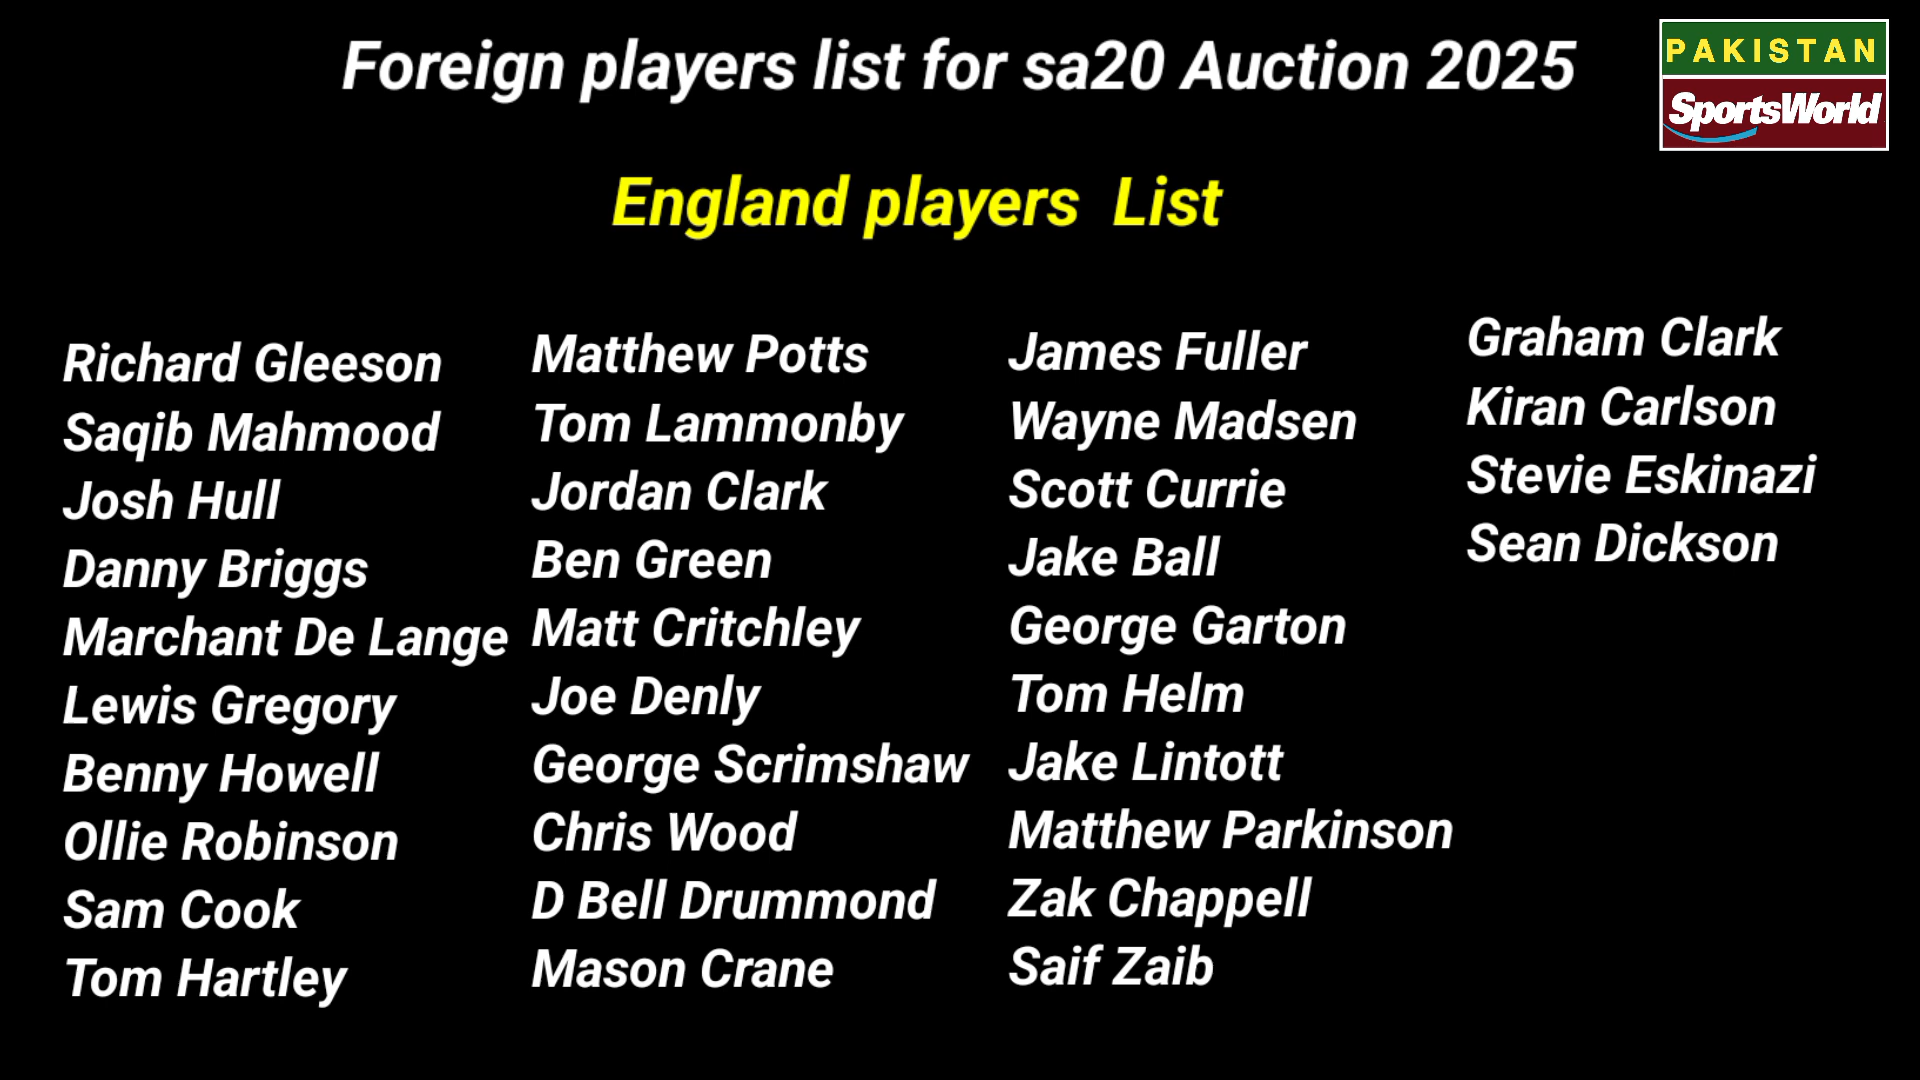 Foreign players list for sa20 Auction 2025
PAKISTAN
SportsWorld
England players List
Richard Gleeson
Saqib Mahmood
Josh Hull
Danny Briggs
Marchant De Lange
Lewis Gregory
Benny Howell
Ollie Robinson
Sam Cook
Tom Hartley
Matthew Potts
Tom Lammonby
Jordan Clark
Ben Green
Matt Critchley
Joe Denly
George Scrimshaw
Chris Wood
D Bell Drummond
Mason Crane
James Fuller
Wayne Madsen
Scott Currie
Jake Ball
George Garton
Tom Helm
Jake Lintott
Matthew Parkinson
Zak Chappell
Saif Zaib
Graham Clark
Kiran Carlson
Stevie Eskinazi
Sean Dickson